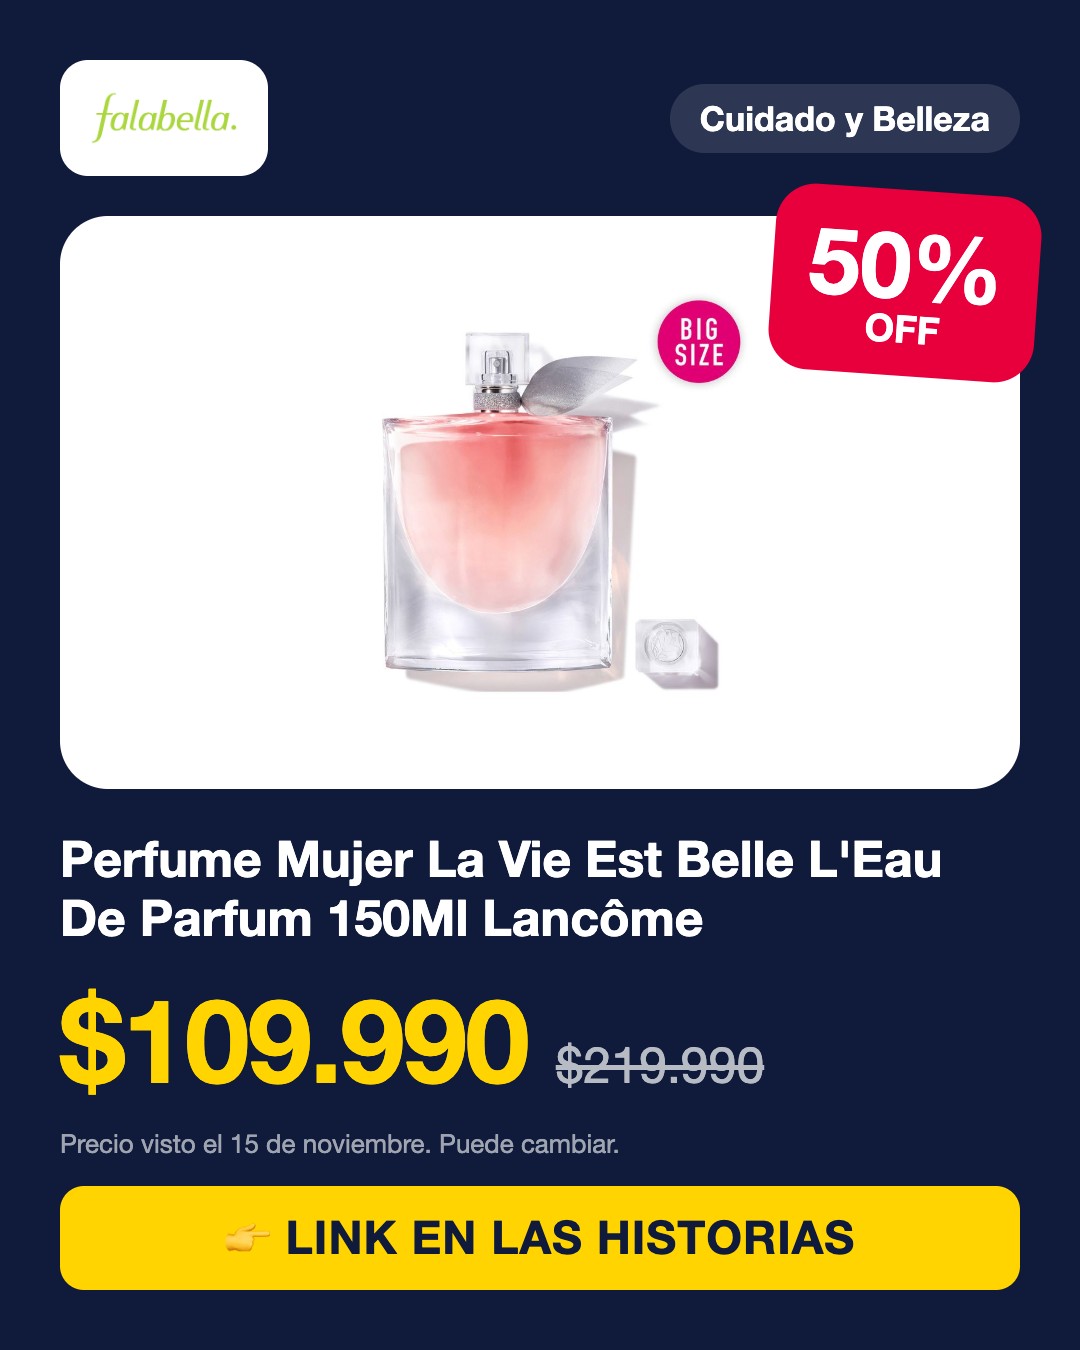 falabella.
Cuidado y Belleza
50%
OFF
BIG
SIZE
Perfume Mujer La Vie Est Belle L'Eau
De Parfum 150Ml Lancôme
$109.990 $219.990
Precio visto el 15 de noviembre. Puede cambiar.
👉 LINK EN LAS HISTORIAS